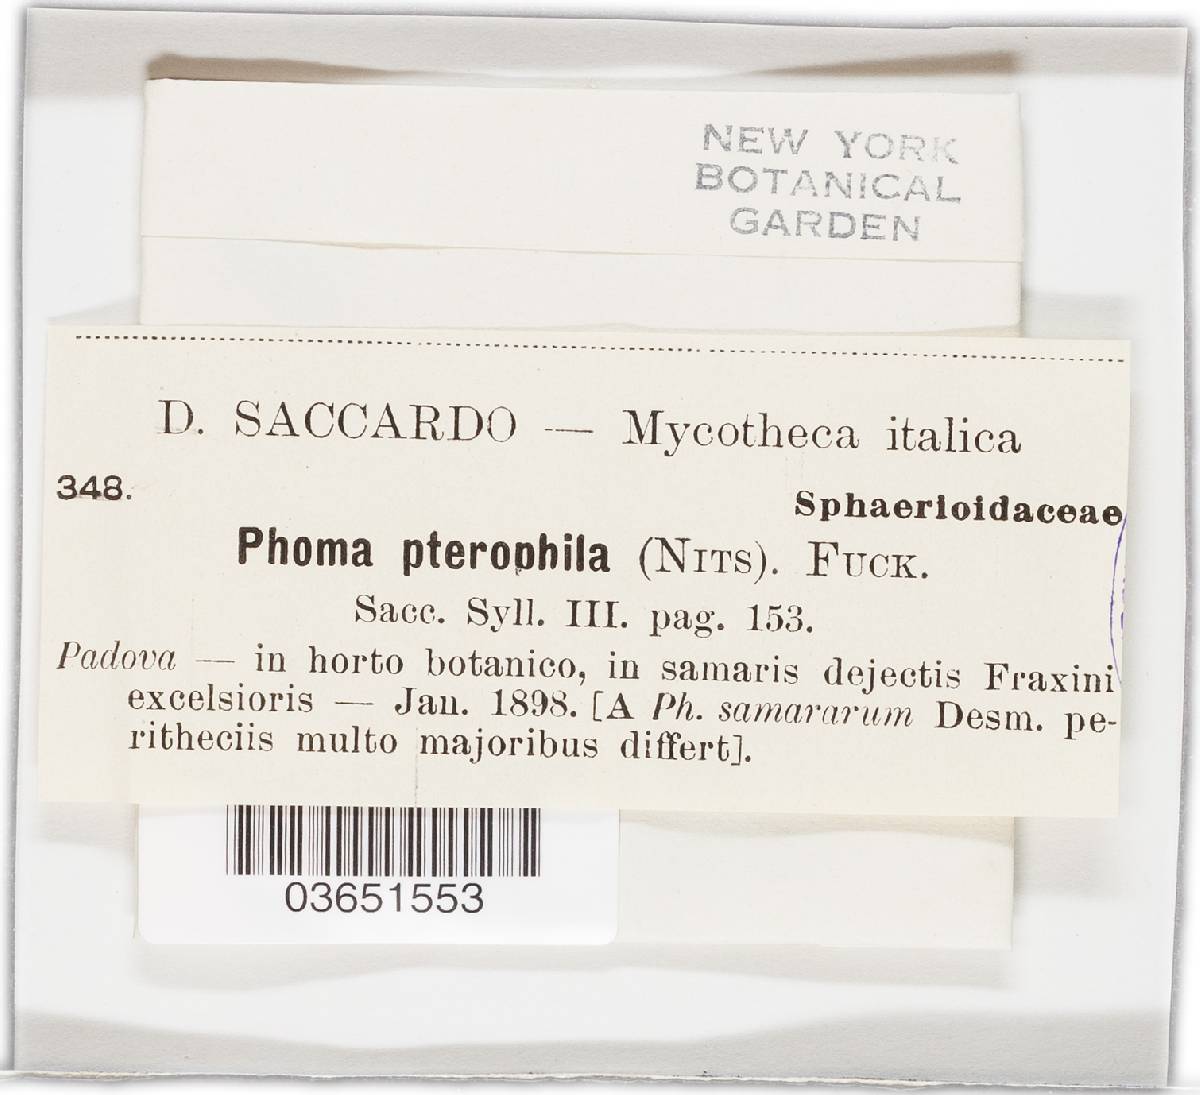 NEW YORK
BOTANICAL
GARDEN
D. SACCARDO — Mycotheca italica
348.
Sphaerioidaceae
Phoma pterophila (NITS). FUCK.
Sacc. Syll. III. pag. 153.
Padova — in horto botanico, in samaris dejectis Fraxini
excelsioris — Jan. 1898. [A Ph. samararum Desm. pe-
ritheciis multo majoribus differt].
03651553